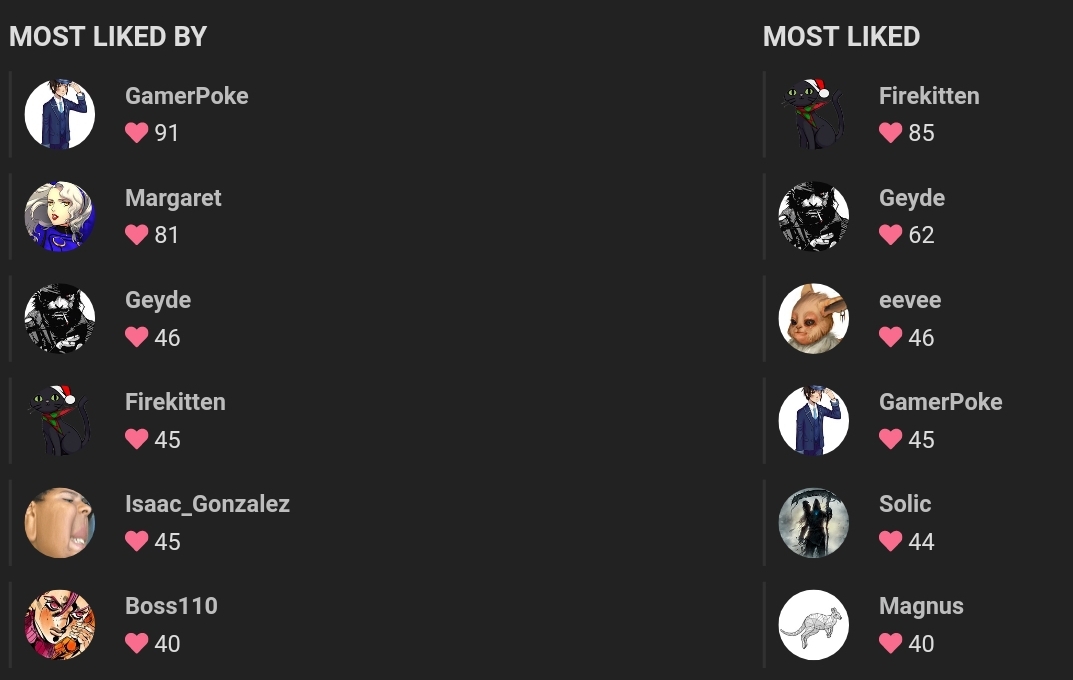 MOST LIKED BY
GamerPoke
91
Margaret
81
Geyde
46
Firekitten
45
Isaac_Gonzalez
45
Boss110
40
MOST LIKED
Firekitten
85
Geyde
62
eevee
46
GamerPoke
45
Solic
44
Magnus
40